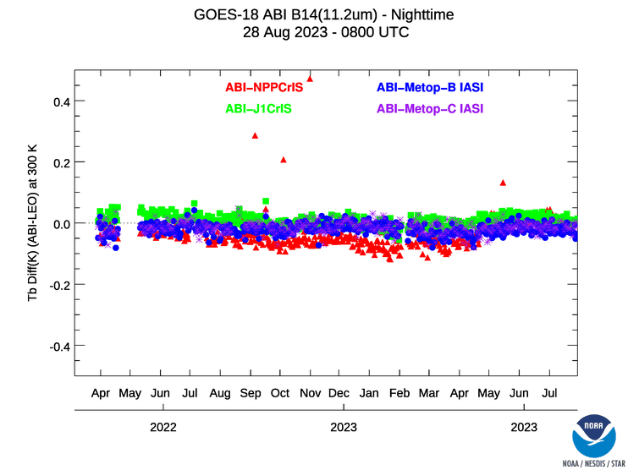 GOES-18 ABI B14(11.2um) - Nighttime
28 Aug 2023 - 0800 UTC
ABI-NPPCrIS ABI-Metop-B IASI
ABI-J1CrIS ABI-Metop-C IASI
Tb Diff(K) (ABI-LEO) at 300 K
0.4
0.2
0.0
-0.2
-0.4
Apr May Jun Jul Aug Sep Oct Nov Dec Jan Feb Mar Apr May Jun Jul
2022 2023 2023
NOAA
NOAA / NESDIS / STAR